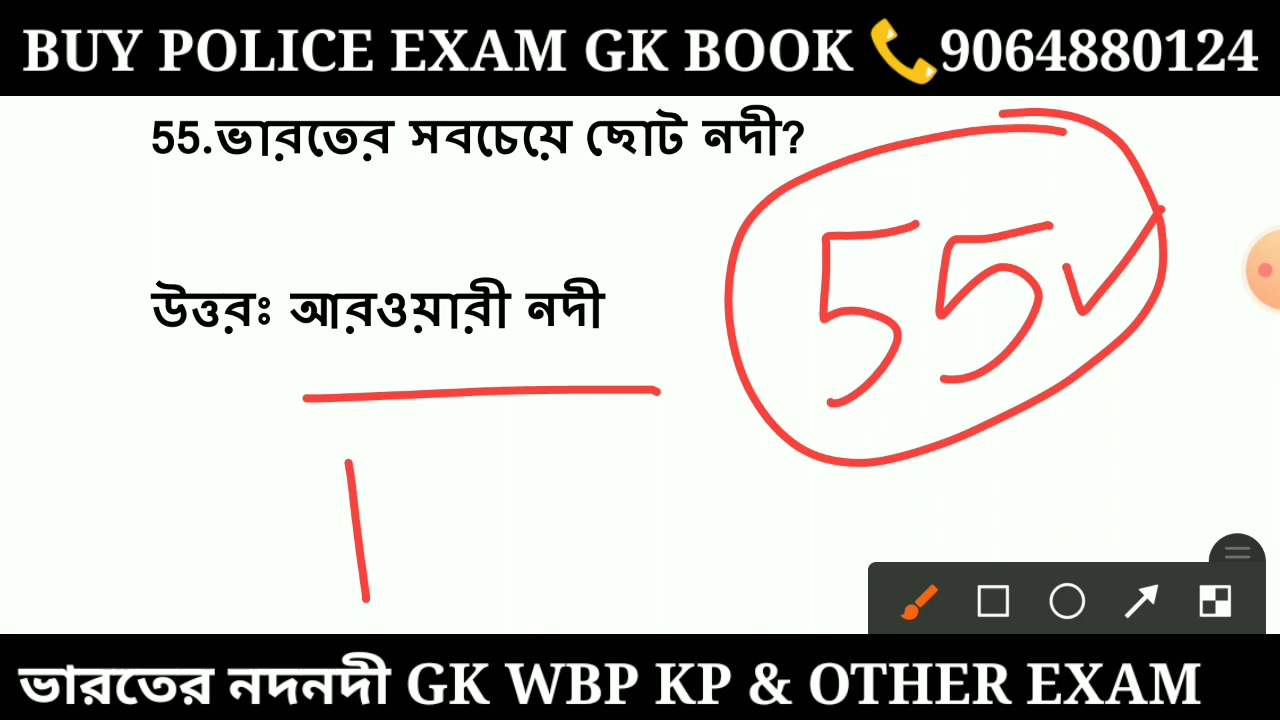 BUY POLICE EXAM GK BOOK 📞9064880124
55.ভারতের সবচেয়ে ছোট নদী?
55
উত্তরঃ আরওয়ারী নদী
ভারতের নদনদী GK WBP KP & OTHER EXAM